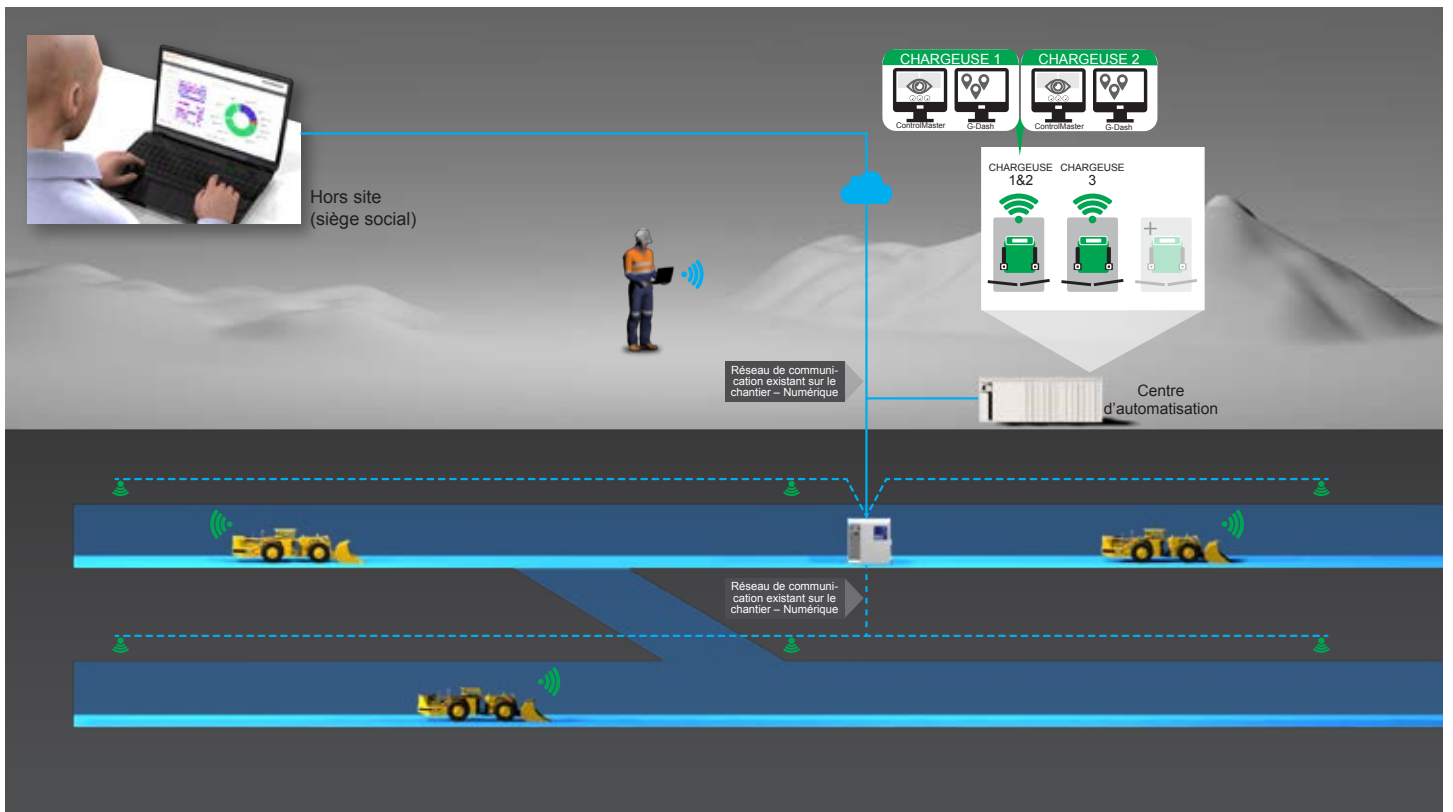 CHARGEUSE 1
CHARGEUSE 2
ControlMaster
G-Dash
ControlMaster
G-Dash
CHARGEUSE
1&2
CHARGEUSE
3
Hors site
(siège social)
Réseau de communi-
cation existant sur le
chantier – Numérique
Centre
d'automatisation
Réseau de communi-
cation existant sur le
chantier – Numérique